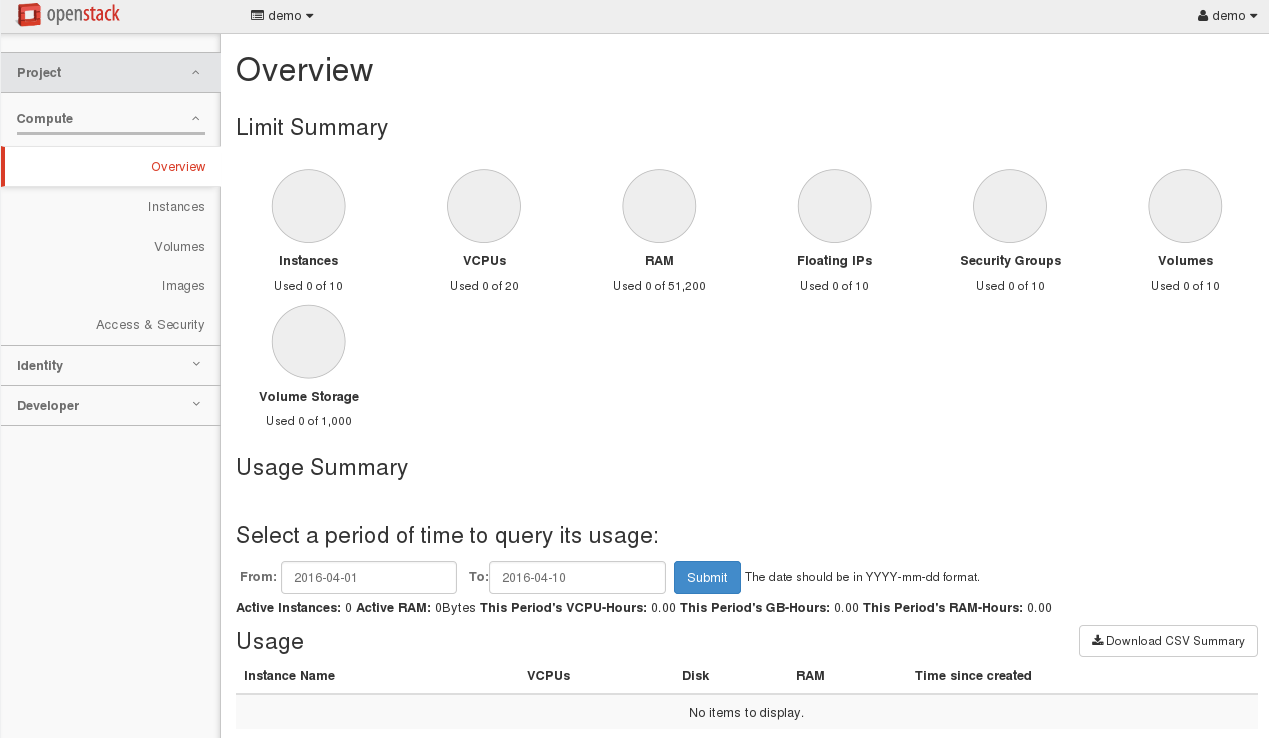 openstack demo demo
Project
Compute
Overview
Instances
Volumes
Images
Access & Security
Identity
Developer
Overview
Limit Summary
Instances VCPUs RAM Floating IPs Security Groups Volumes
Used 0 of 10 Used 0 of 20 Used 0 of 51,200 Used 0 of 10 Used 0 of 10 Used 0 of 10
Volume Storage
Used 0 of 1,000
Usage Summary
Select a period of time to query its usage:
From: 2016-04-01 To: 2016-04-10 Submit The date should be in YYYY-mm-dd format.
Active Instances: 0 Active RAM: 0Bytes This Period's VCPU-Hours: 0.00 This Period's GB-Hours: 0.00 This Period's RAM-Hours: 0.00
Usage Download CSV Summary
Instance Name VCPUs Disk RAM Time since created
No items to display.